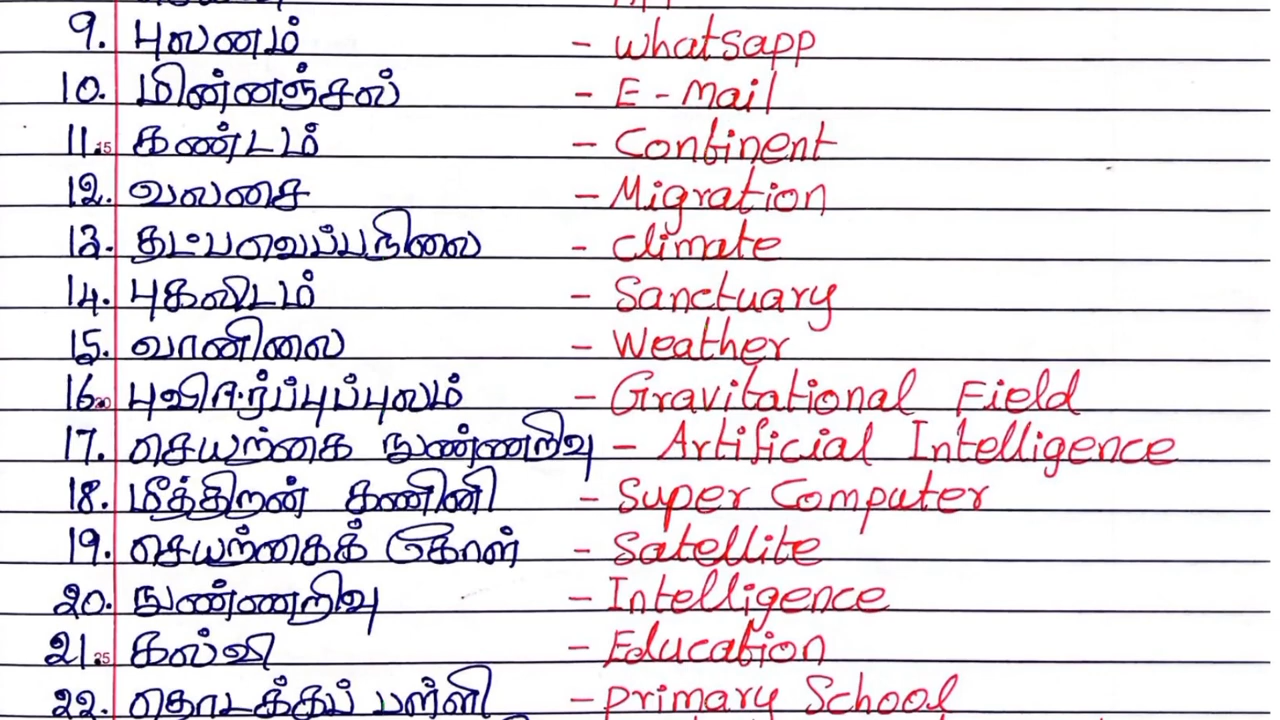 9. புலனம் - Whatsapp
10. மின்னஞ்சல் - E-Mail
11. கண்டம் - Continent
12. வலசை - Migration
13. தட்பவெப்பநிலை - Climate
14. புகலிடம் - Sanctuary
15. வானிலை - Weather
16. புவிஈர்ப்புப்புலம் - Gravitational Field
17. செயற்கை நுண்ணறிவு - Artificial Intelligence
18. மீத்திறன் கணினி - Super Computer
19. செயற்கைக் கோள் - Satellite
20. நுண்ணறிவு - Intelligence
21. கல்வி - Education
22. தொடக்கப் பள்ளி - Primary School